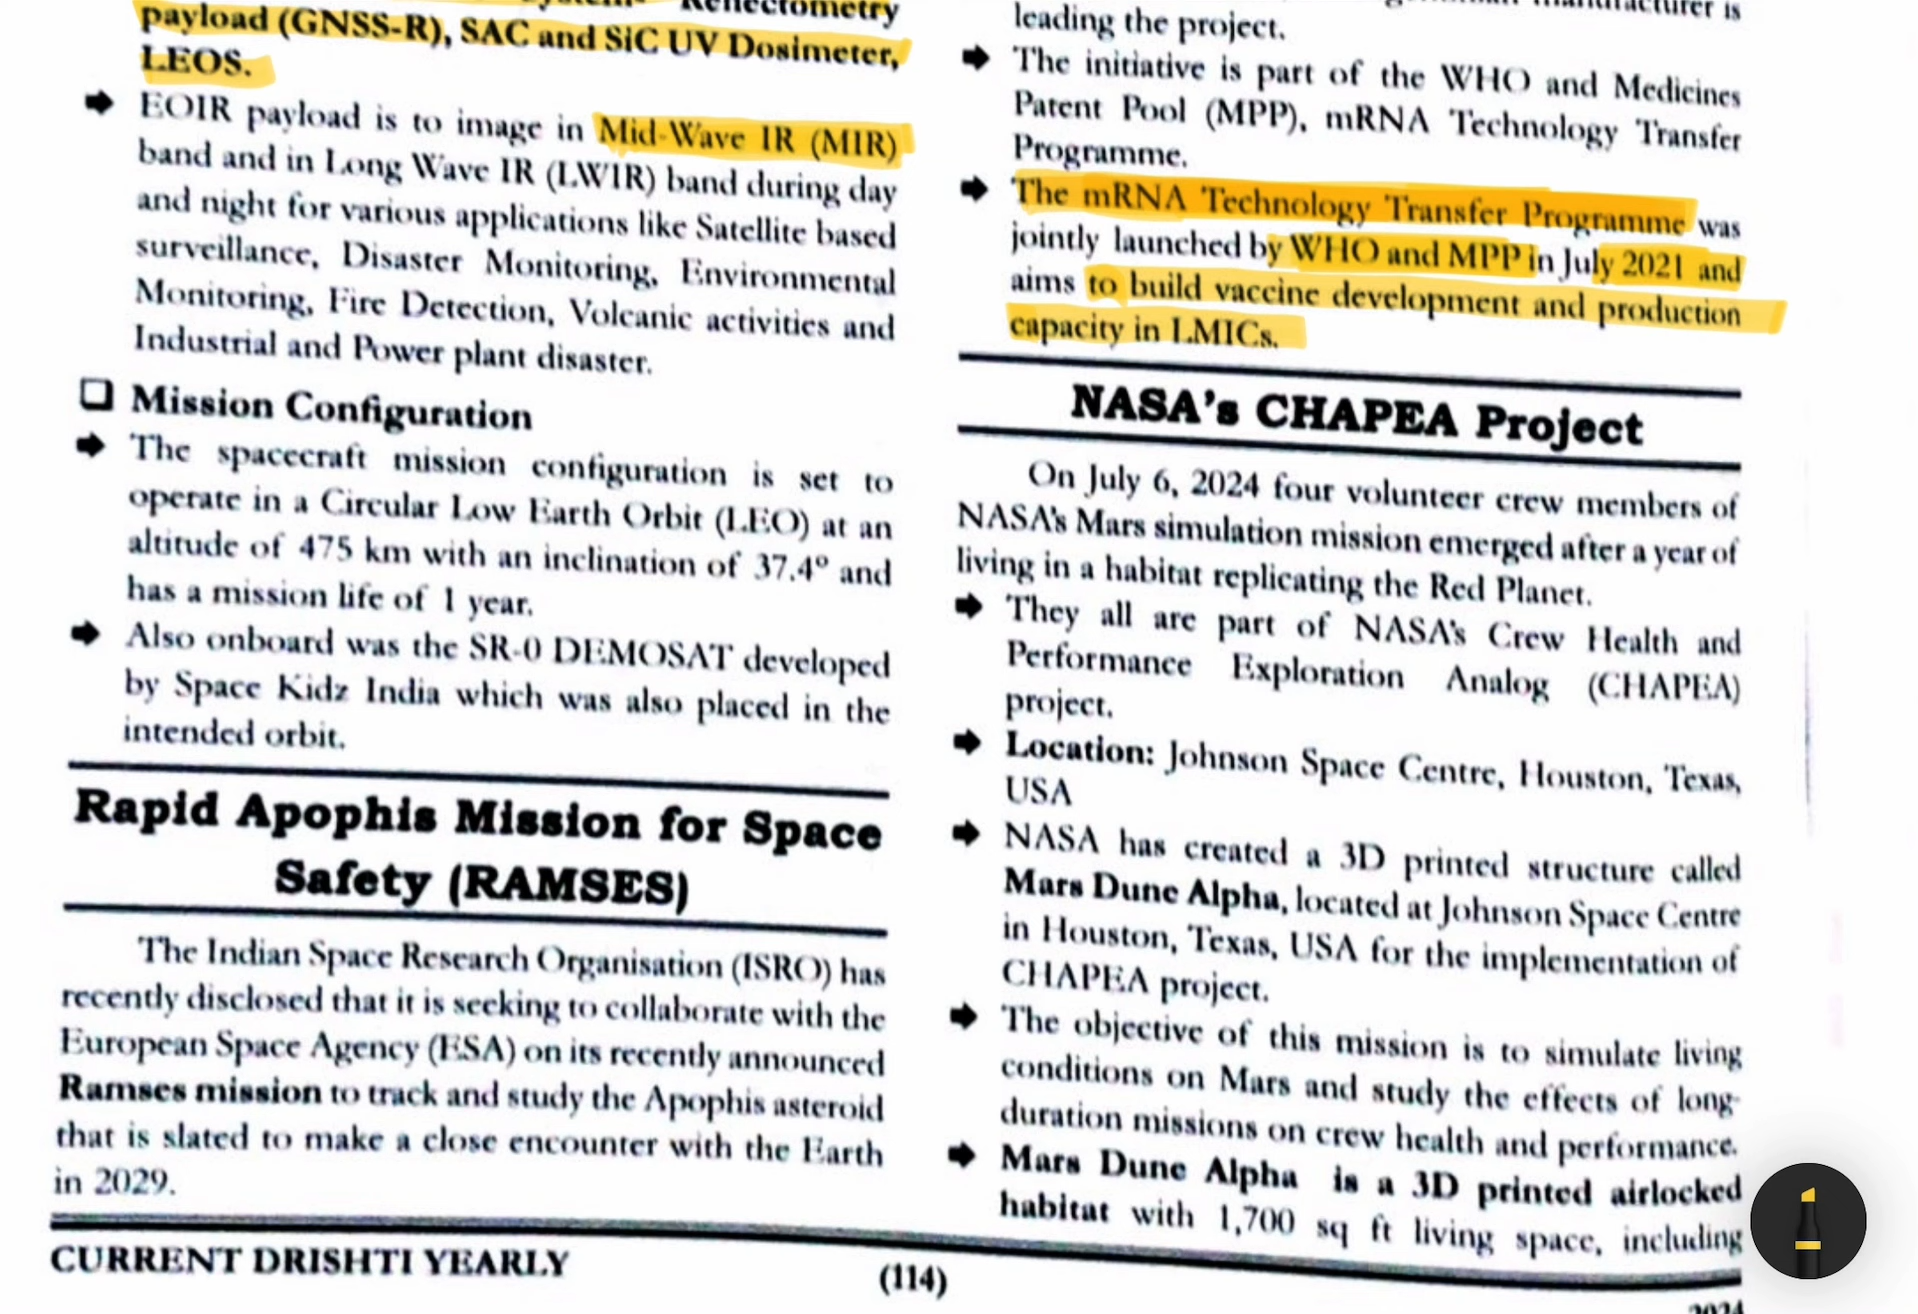 Reflectometry
payload (GNSS-R), SAC and SiC UV Dosimeter,
LEOS.
EOIR payload is to image in Mid-Wave IR (MIR)
band and in Long Wave IR (LWIR) band during day
and night for various applications like Satellite based
surveillance, Disaster Monitoring, Environmental
Monitoring, Fire Detection, Volcanic activities and
Industrial and Power plant disaster.
Mission Configuration
The spacecraft mission configuration is set to
operate in a Circular Low Earth Orbit (LEO) at an
altitude of 475 km with an inclination of 37.4° and
has a mission life of 1 year.
Also onboard was the SR-0 DEMOSAT developed
by Space Kidz India which was also placed in the
intended orbit.
Rapid Apophis Mission for Space
Safety (RAMSES)
The Indian Space Research Organisation (ISRO) has
recently disclosed that it is seeking to collaborate with the
European Space Agency (ESA) on its recently announced
Ramses mission to track and study the Apophis asteroid
that is slated to make a close encounter with the Earth
in 2029.
manufacturer is
leading the project.
The initiative is part of the WHO and Medicines
Patent Pool (MPP), mRNA Technology Transfer
Programme.
The mRNA Technology Transfer Programme was
jointly launched by WHO and MPP in July 2021 and
aims to build vaccine development and production
capacity in LMICs.
NASA's CHAPEA Project
On July 6, 2024 four volunteer crew members of
NASA's Mars simulation mission emerged after a year of
living in a habitat replicating the Red Planet.
They all are part of NASA's Crew Health and
Performance Exploration Analog (CHAPEA)
project.
Location: Johnson Space Centre, Houston, Texas,
USA
NASA has created a 3D printed structure called
Mars Dune Alpha, located at Johnson Space Centre
in Houston, Texas, USA for the implementation of
CHAPEA project.
The objective of this mission is to simulate living
conditions on Mars and study the effects of long-
duration missions on crew health and performance.
Mars Dune Alpha is a 3D printed airlocked
habitat with 1,700 sq ft living space, including
CURRENT DRISHTI YEARLY
(114)
2024